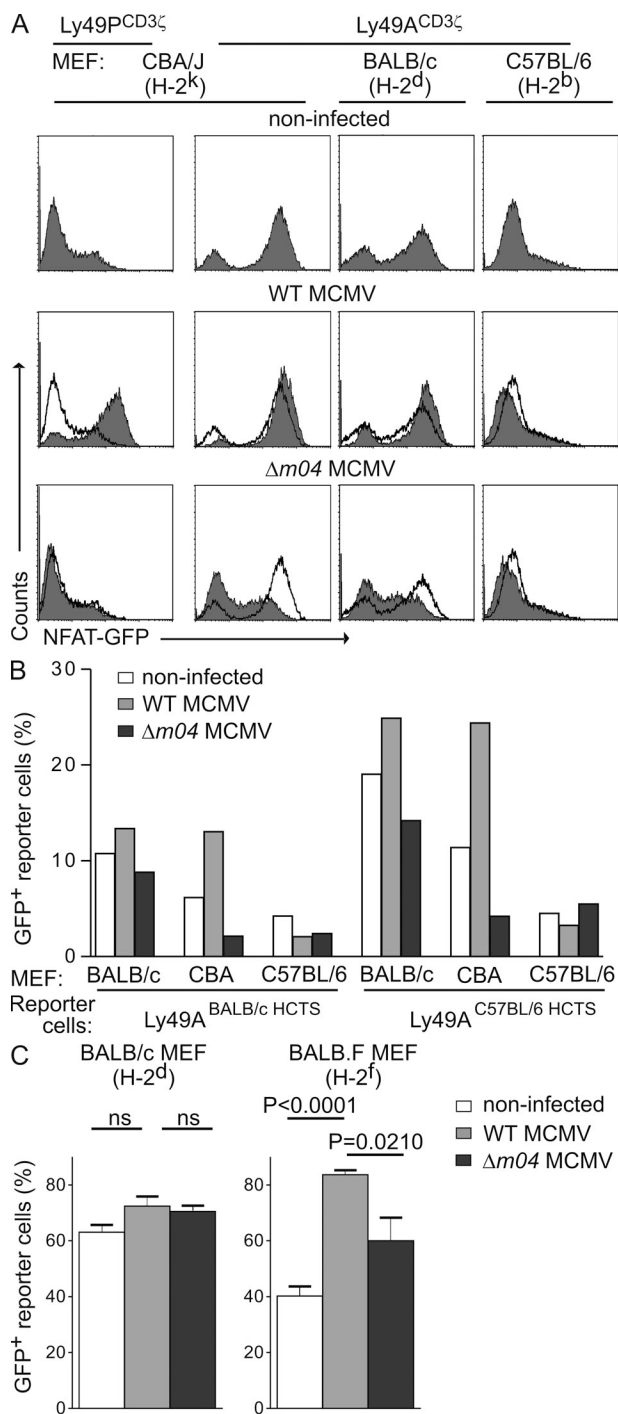 A
Ly49P^CD3ζ Ly49A^CD3ζ
MEF: CBA/J BALB/c C57BL/6
(H-2^k) (H-2^d) (H-2^b)
non-infected
WT MCMV
Δm04 MCMV
Counts
NFAT-GFP
B
GFP+ reporter cells (%)
30
20
10
0
non-infected
WT MCMV
Δm04 MCMV
MEF: BALB/c CBA C57BL/6 BALB/c CBA C57BL/6
Reporter
cells: Ly49A^BALB/c HCTS Ly49A^C57BL/6 HCTS
C
BALB/c MEF
(H-2^d)
ns ns
GFP+ reporter cells (%)
80
60
40
20
0
BALB.F MEF
(H-2^f)
P<0.0001
P=0.0210
80
60
40
80
0
non-infected
WT MCMV
Δm04 MCMV